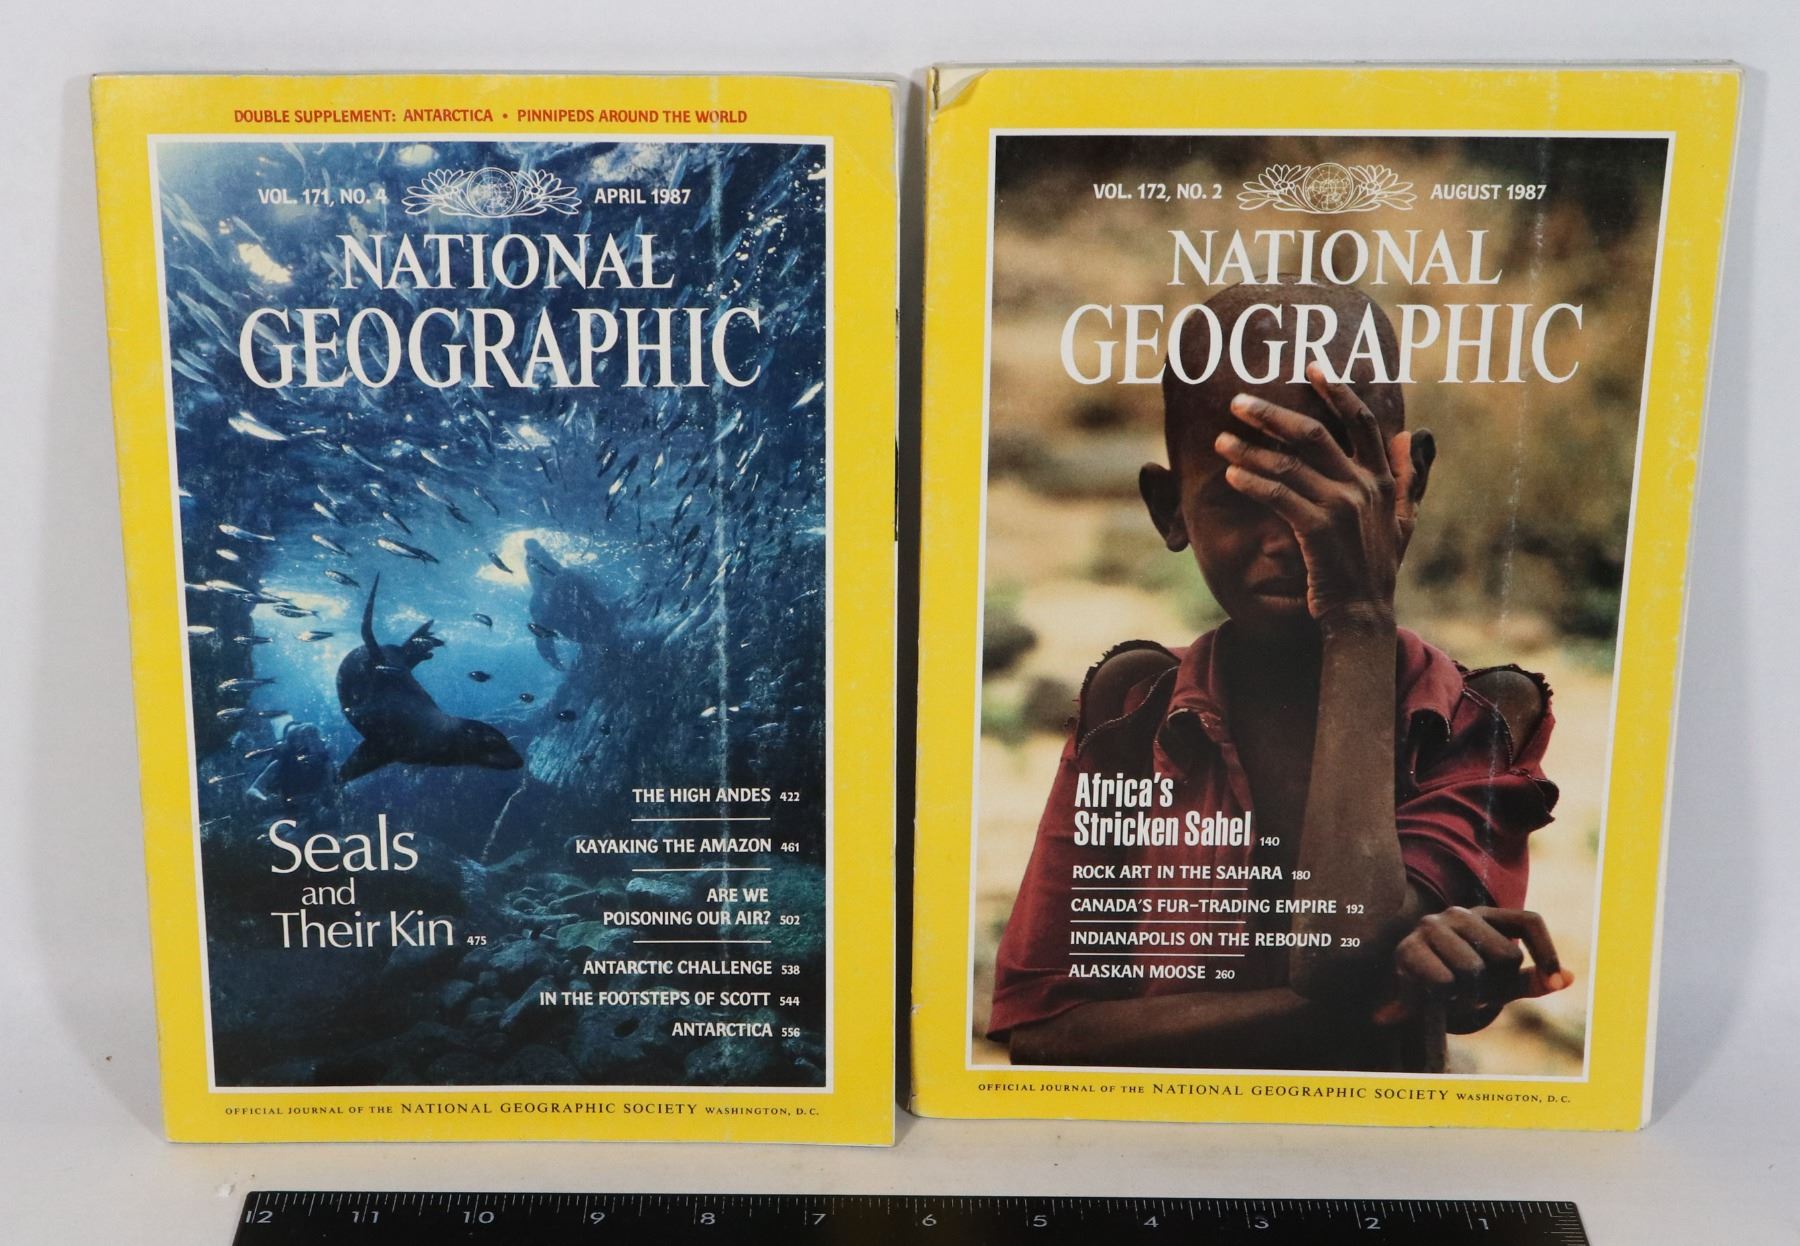 DOUBLE SUPPLEMENT: ANTARCTICA • PINNIPEDS AROUND THE WORLD
VOL. 171, NO. 4
APRIL 1987
NATIONAL
GEOGRAPHIC
THE HIGH ANDES 422
KAYAKING THE AMAZON 461
ARE WE
POISONING OUR AIR? 502
ANTARCTIC CHALLENGE 538
IN THE FOOTSTEPS OF SCOTT 544
ANTARCTICA 556
Seals
and
Their Kin 475
OFFICIAL JOURNAL OF THE NATIONAL GEOGRAPHIC SOCIETY WASHINGTON, D.C.
VOL. 172, NO. 2
AUGUST 1987
NATIONAL
GEOGRAPHIC
Africa's
Stricken Sahel 140
ROCK ART IN THE SAHARA 180
CANADA'S FUR-TRADING EMPIRE 192
INDIANAPOLIS ON THE REBOUND 230
ALASKAN MOOSE 260
OFFICIAL JOURNAL OF THE NATIONAL GEOGRAPHIC SOCIETY WASHINGTON, D.C.
12 11 10 9 8 7 6 5 4 3 2 1